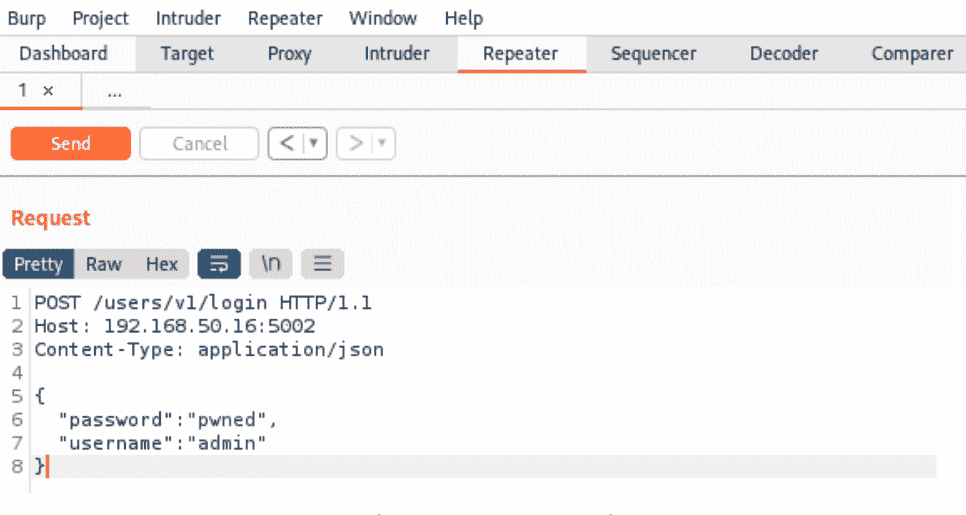 Burp Project Intruder Repeater Window Help
Dashboard Target Proxy Intruder Repeater Sequencer Decoder Comparer
1 × ...
Send Cancel < ▼ > ▼
Request
Pretty Raw Hex \n
1 POST /users/v1/login HTTP/1.1
2 Host: 192.168.50.16:5002
3 Content-Type: application/json
4
5 {
6 "password":"pwned",
7 "username":"admin"
8 }